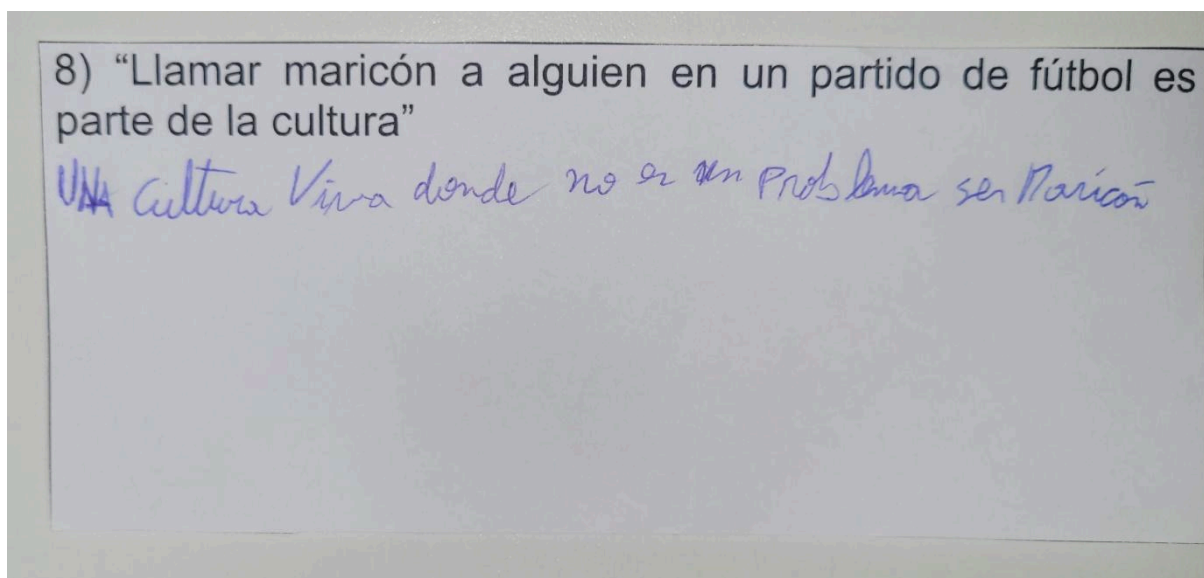 8) “Llamar maricón a alguien en un partido de fútbol es
parte de la cultura”
UNA Cultura Viva donde no es un Problema ser Maricón